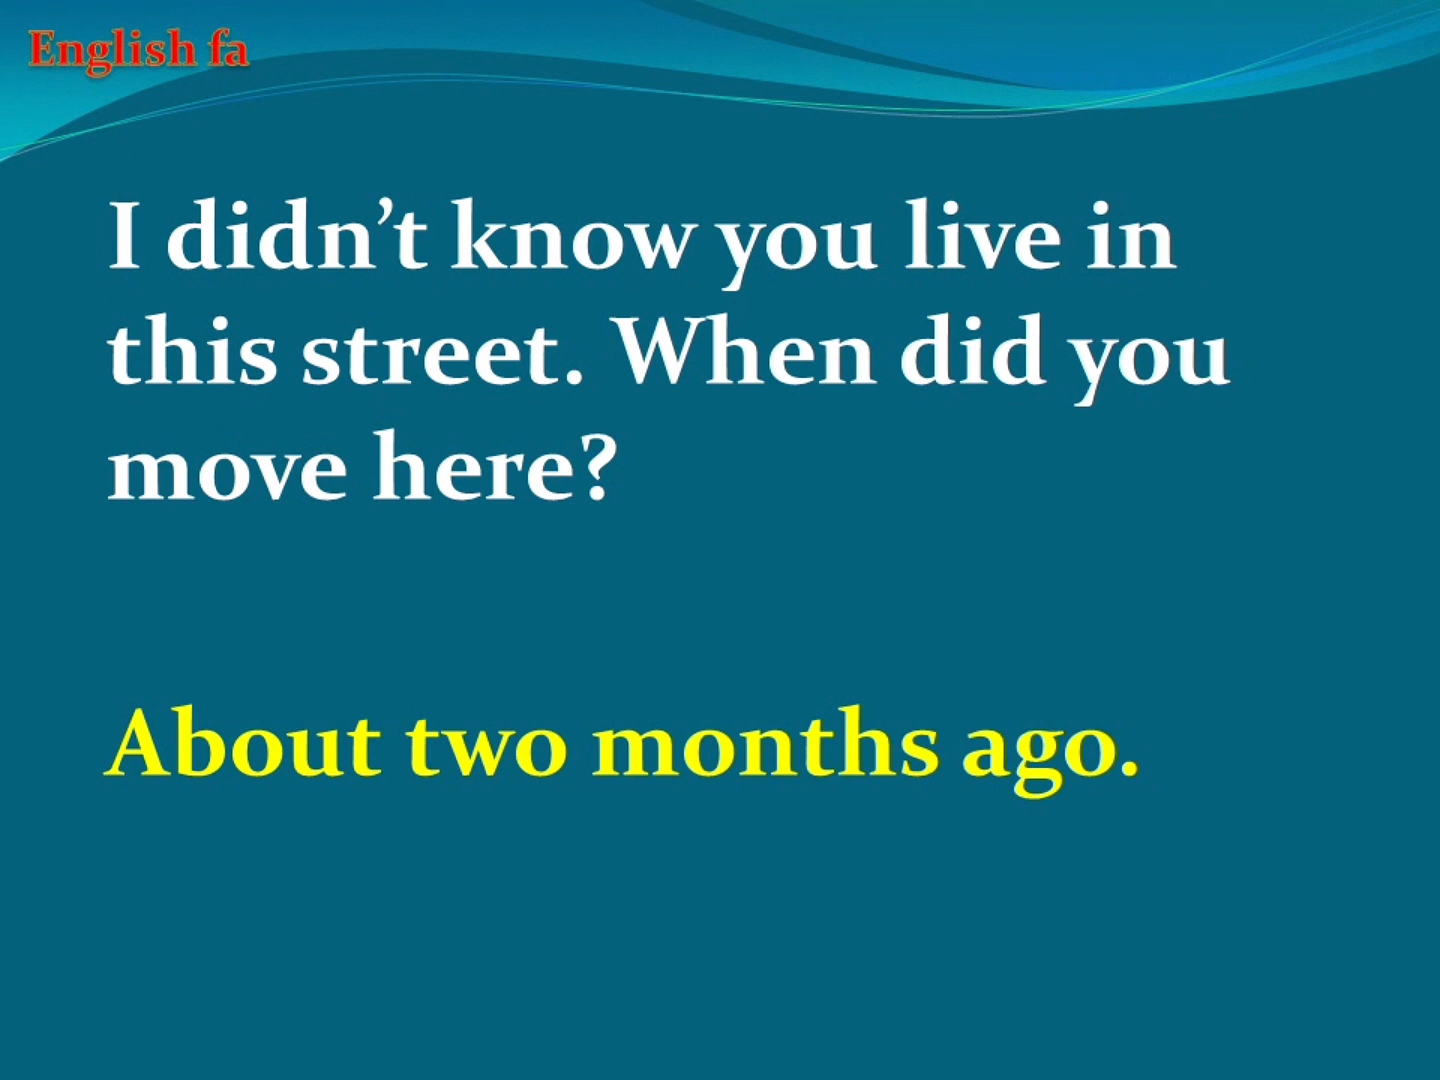 English fa
I didn’t know you live in
this street. When did you
move here?
About two months ago.